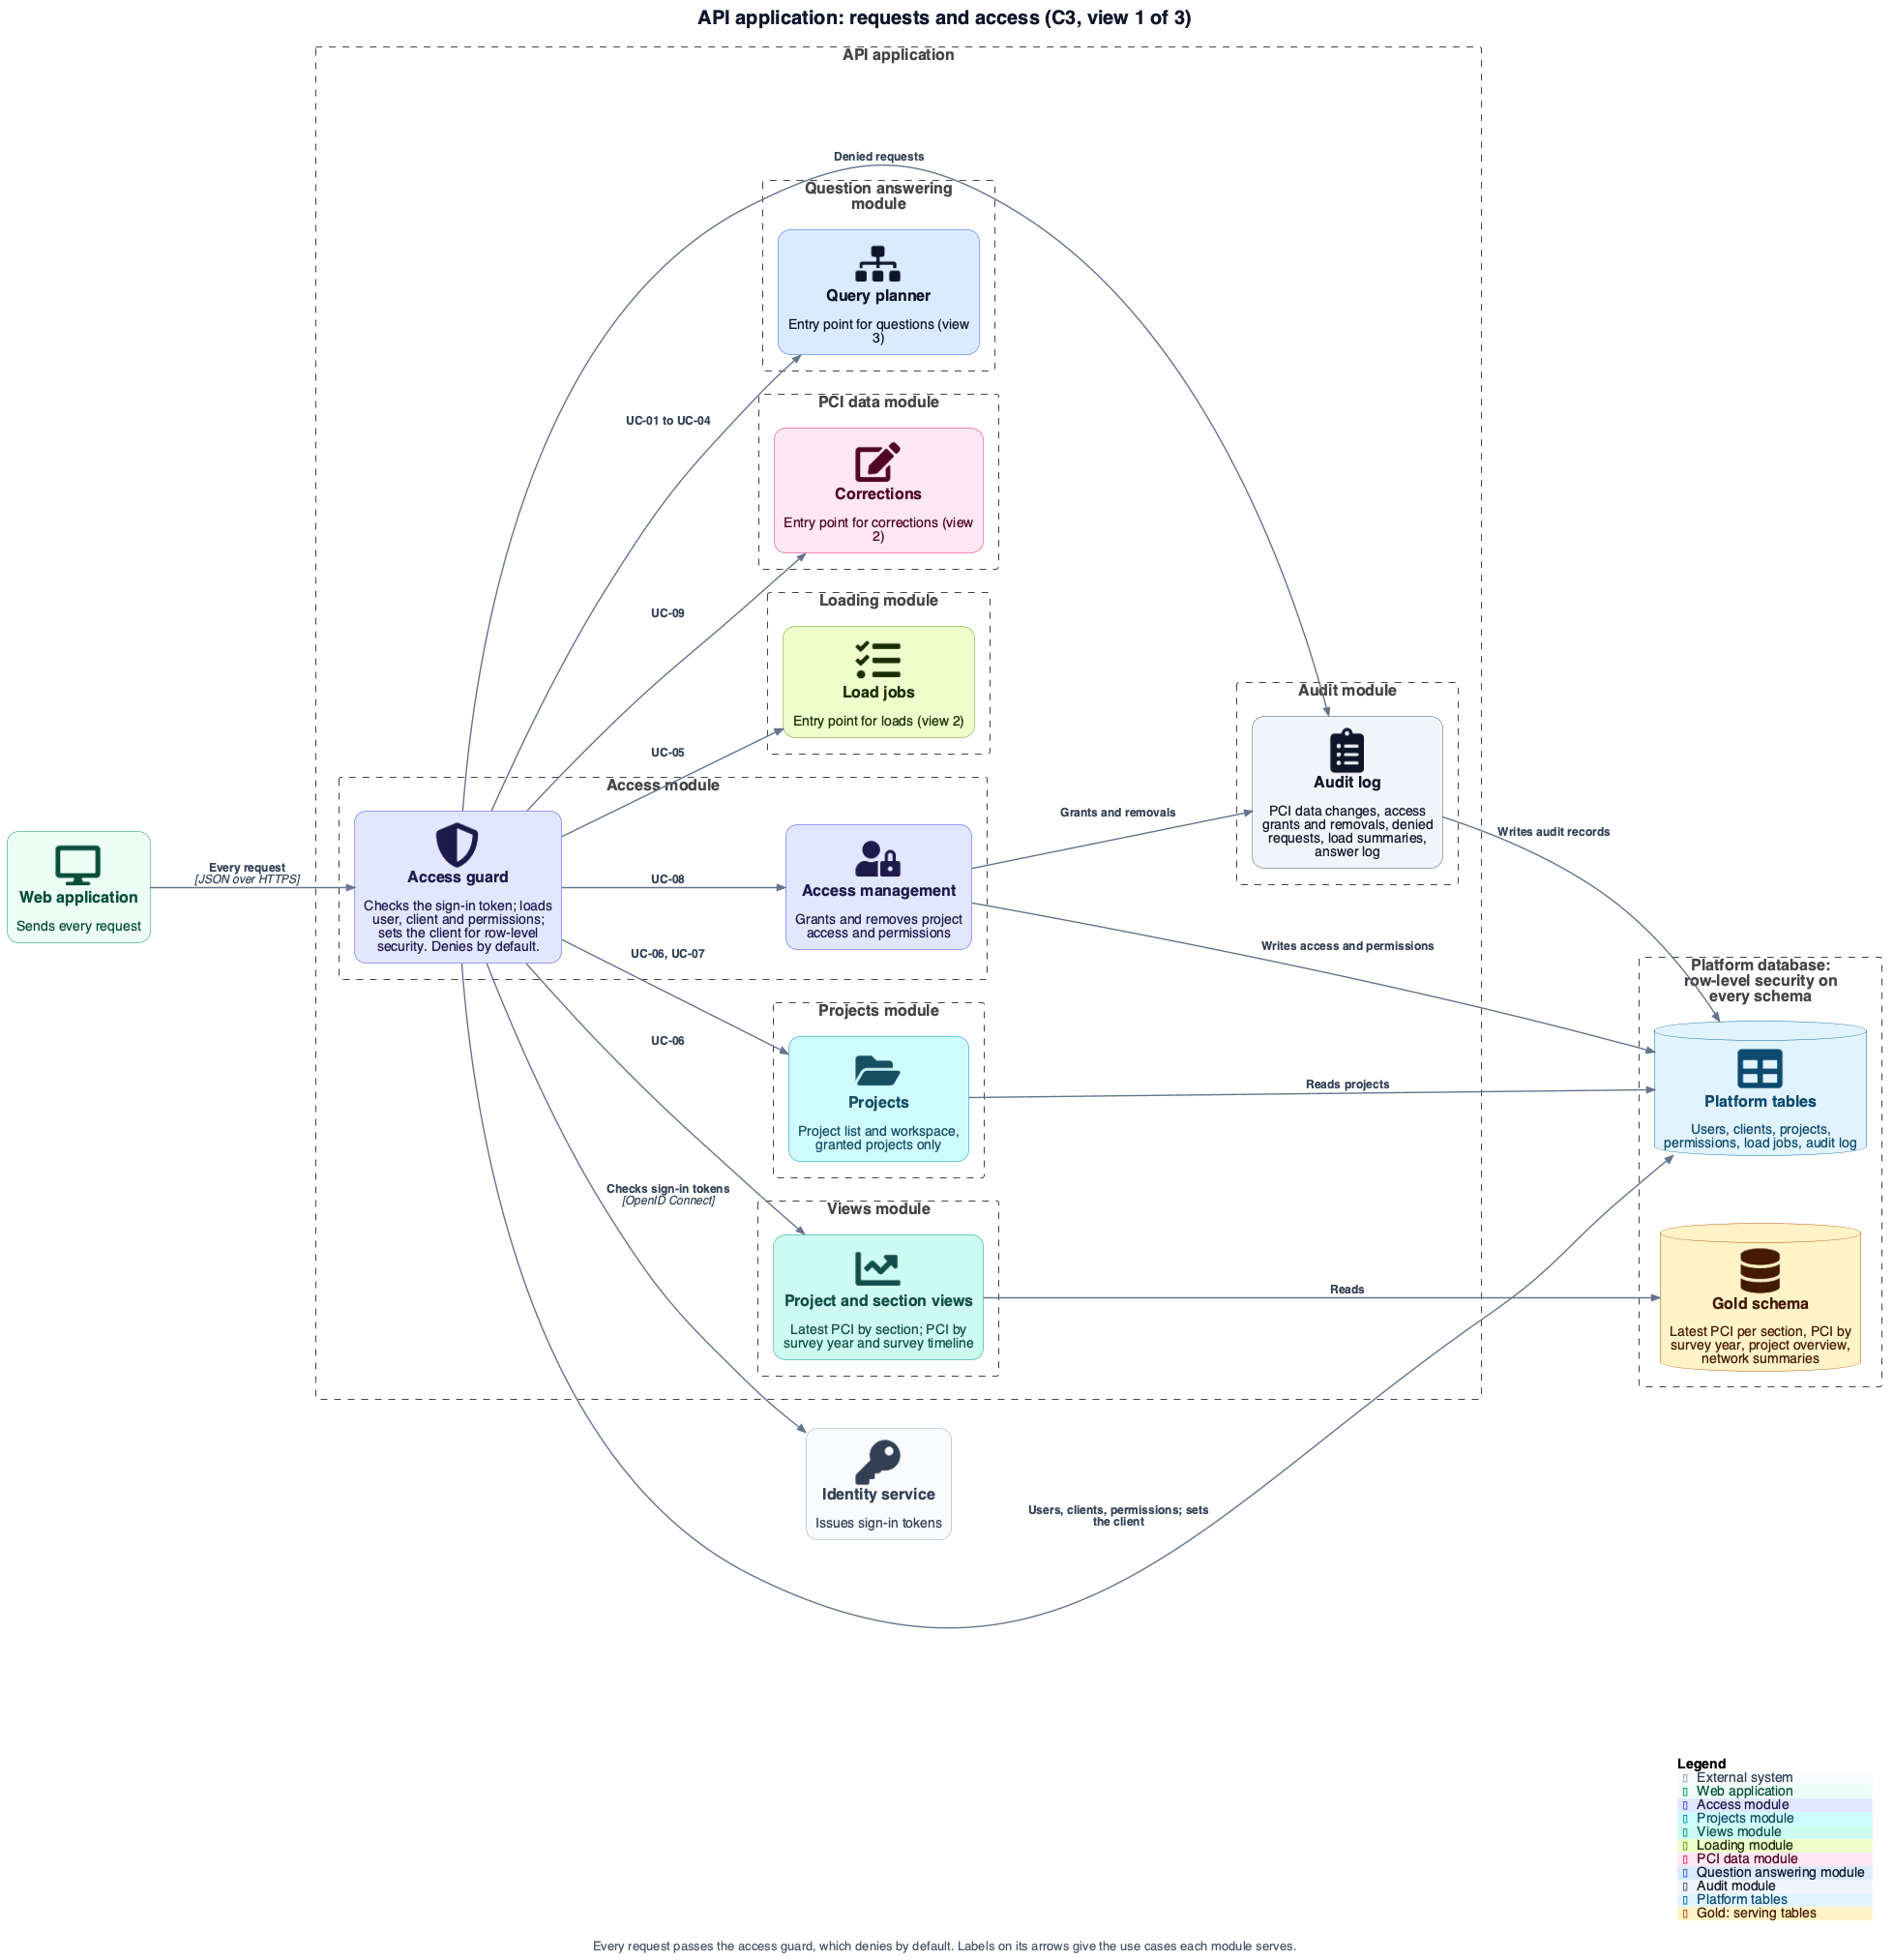 API application: requests and access (C3, view 1 of 3)
API application
Denied requests
Question answering
module
Query planner
Entry point for questions (view
3)
UC-01 to UC-04
PCI data module
Corrections
Entry point for corrections (view
2)
UC-09
Loading module
Load jobs
Entry point for loads (view 2)
UC-05
Audit module
Audit log
PCI data changes, access
grants and removals, denied
requests, load summaries,
answer log
Access module
Access guard
Checks the sign-in token; loads
user, client and permissions;
sets the client for row-level
security. Denies by default.
Web application
Sends every request
Every request
[JSON over HTTPS]
UC-08
Access management
Grants and removes project
access and permissions
Grants and removals
Writes audit records
Writes access and permissions
UC-06, UC-07
Platform database:
row-level security on
every schema
Platform tables
Users, clients, projects,
permissions, load jobs, audit log
Projects module
Projects
Project list and workspace,
granted projects only
Reads projects
UC-06
Checks sign-in tokens
[OpenID Connect]
Views module
Project and section views
Latest PCI by section; PCI by
survey year and survey timeline
Reads
Gold schema
Latest PCI per section, PCI by
survey year, project overview,
network summaries
Identity service
Issues sign-in tokens
Users, clients, permissions; sets
the client
Legend
External system
Web application
Access module
Projects module
Views module
Loading module
PCI data module
Question answering module
Audit module
Platform tables
Gold: serving tables
Every request passes the access guard, which denies by default. Labels on its arrows give the use cases each module serves.